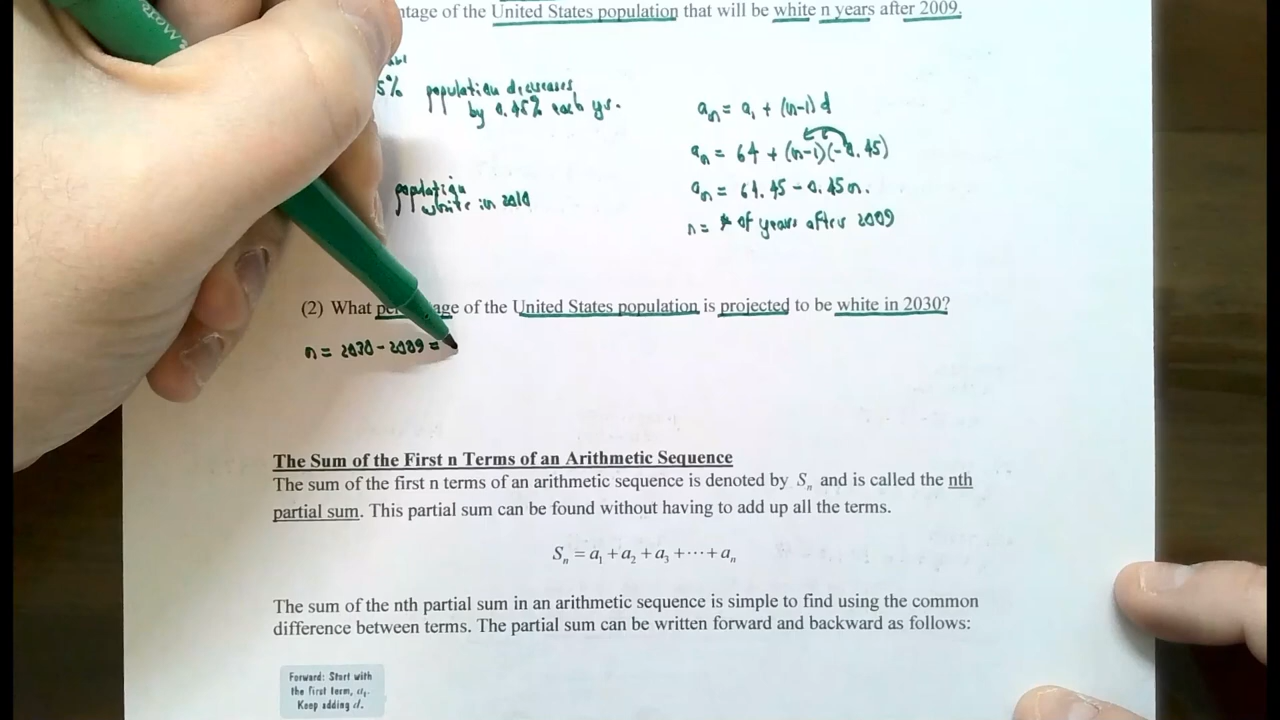 ntage of the United States population that will be white n years after 2009.
5% population decreases
by 0.45% each yr.
aₙ = a₁ + (n-1)d
aₙ = 64 + (n-1)(-0.45)
population
white in 2010
aₙ = 64.45 - 0.45n.
n = # of years after 2009
(2) What age of the United States population is projected to be white in 2030?
n = 2030 - 2009 =
The Sum of the First n Terms of an Arithmetic Sequence
The sum of the first n terms of an arithmetic sequence is denoted by Sₙ and is called the nth
partial sum. This partial sum can be found without having to add up all the terms.
Sₙ = a₁ + a₂ + a₃ + ⋯ + aₙ
The sum of the nth partial sum in an arithmetic sequence is simple to find using the common
difference between terms. The partial sum can be written forward and backward as follows:
Forward: Start with
the first term, a₁.
Keep adding d.